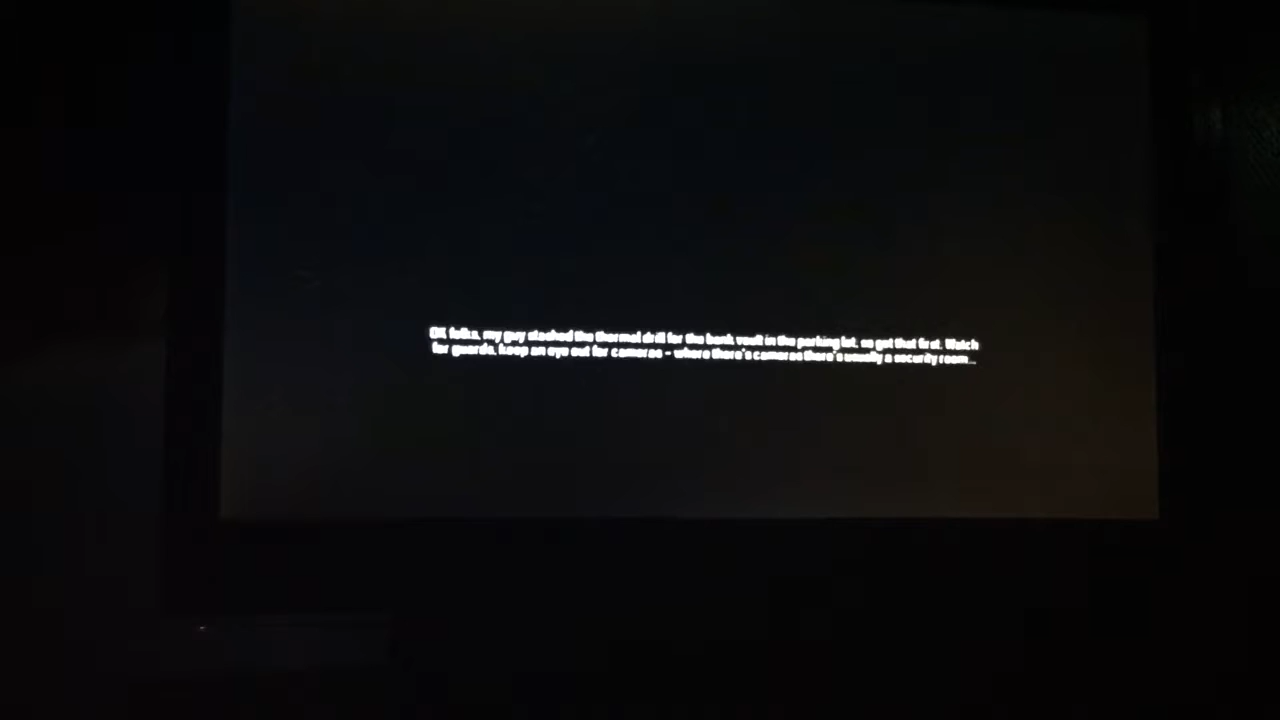 OK folks, my guy stashed the thermal drill for the bank vault in the parking lot, so get that first. Watch
for guards, keep an eye out for cameras - where there's cameras there's usually a security room...